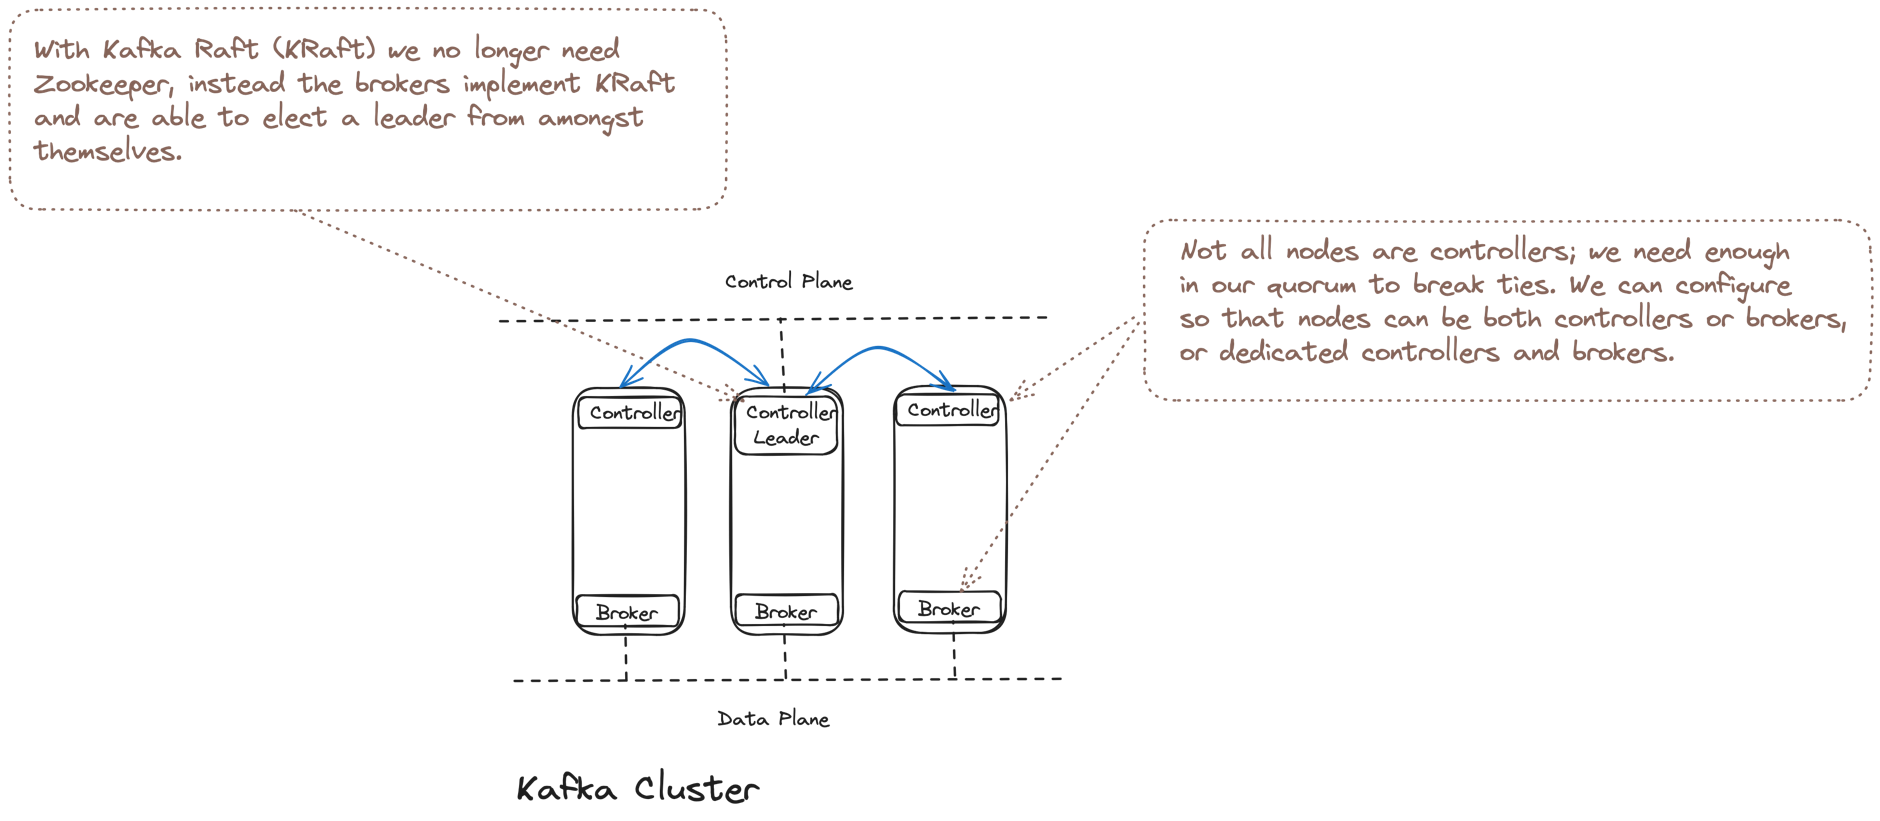 With Kafka Raft (KRaft) we no longer need
Zookeeper, instead the brokers implement KRaft
and are able to elect a leader from amongst
themselves.
Not all nodes are controllers; we need enough
in our quorum to break ties. We can configure
so that nodes can be both controllers or brokers,
or dedicated controllers and brokers.
Control Plane
Controller
Controller
Leader
Controller
Broker
Broker
Broker
Data Plane
Kafka Cluster